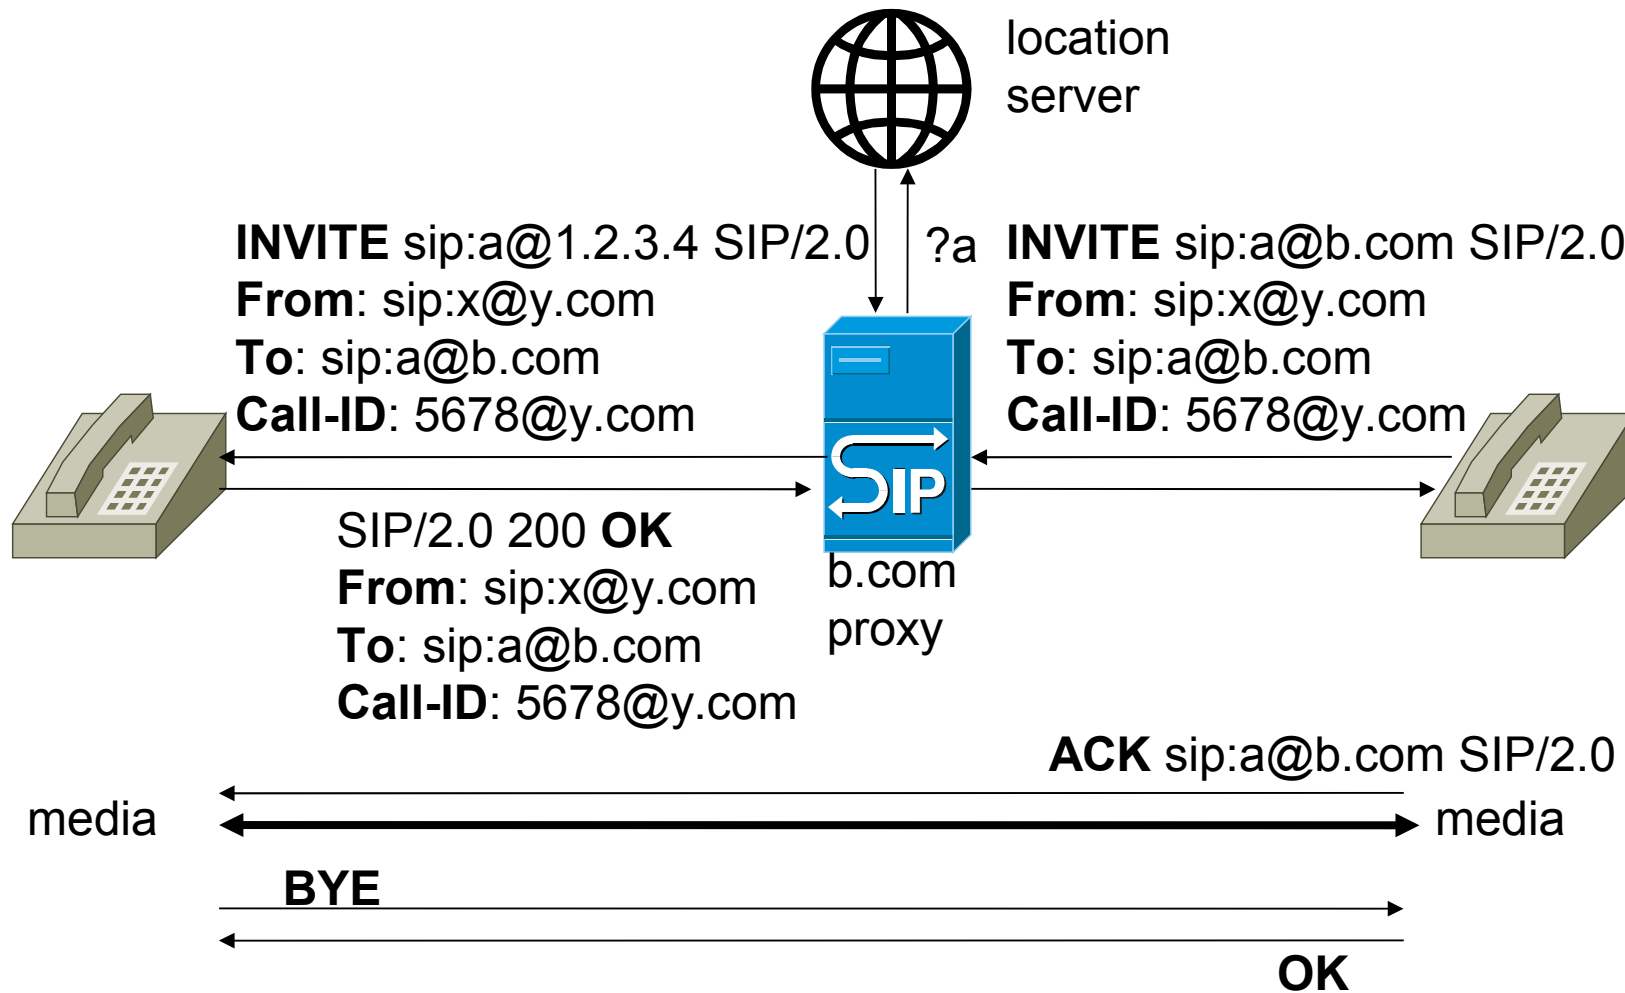 location
server
INVITE sip:a@1.2.3.4 SIP/2.0
From: sip:x@y.com
To: sip:a@b.com
Call-ID: 5678@y.com
?a
INVITE sip:a@b.com SIP/2.0
From: sip:x@y.com
To: sip:a@b.com
Call-ID: 5678@y.com
SIP
b.com
proxy
SIP/2.0 200 OK
From: sip:x@y.com
To: sip:a@b.com
Call-ID: 5678@y.com
ACK sip:a@b.com SIP/2.0
media
media
BYE
OK